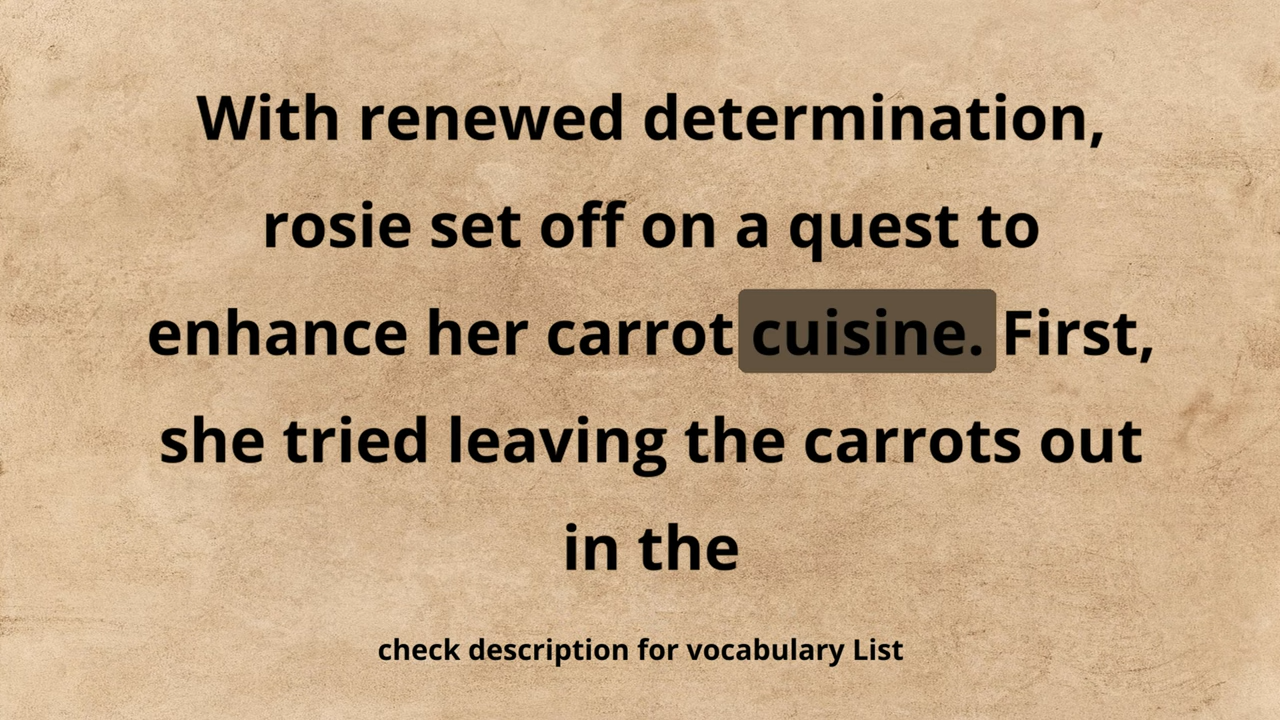 With renewed determination,
rosie set off on a quest to
enhance her carrot cuisine. First,
she tried leaving the carrots out
in the
check description for vocabulary List